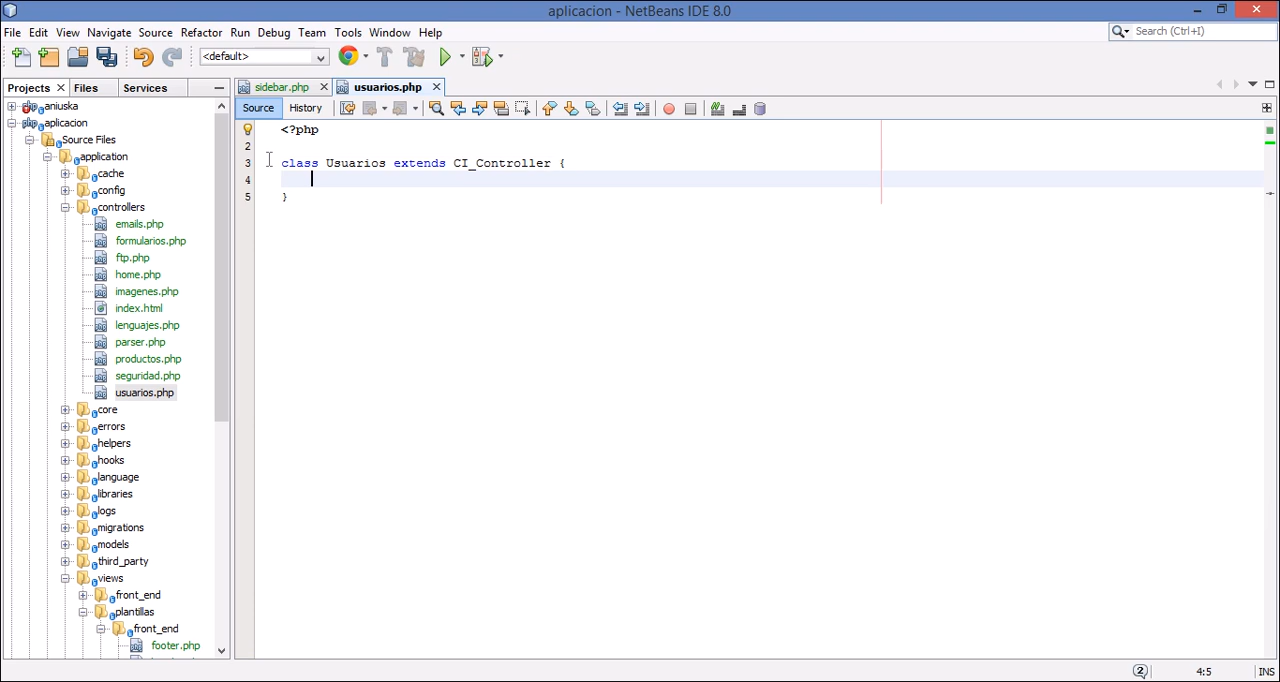 aplicacion - NetBeans IDE 8.0
File Edit View Navigate Source Refactor Run Debug Team Tools Window Help
Search (Ctrl+I)
<default>
Projects Files Services
sidebar.php usuarios.php
Source History
aniuska
aplicacion
Source Files
application
cache
config
controllers
emails.php
formularios.php
ftp.php
home.php
imagenes.php
index.html
lenguajes.php
parser.php
productos.php
seguridad.php
usuarios.php
core
errors
helpers
hooks
language
libraries
logs
migrations
models
third_party
views
front_end
plantillas
front_end
footer.php
<?php
2
3 class Usuarios extends CI_Controller {
4
5 }
2 4:5 INS